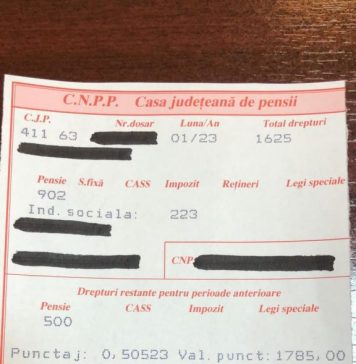 C.N.P.P. Casa județeană de pensii
C.J.P. Nr.dosar Luna/An Total drepturi
411 63 01/23 1625
Pensie S.fixă CASS Impozit Rețineri Legi speciale
902
Ind. sociala: 223
CNP
Drepturi restante pentru perioade anterioare
Pensie CASS Impozit Legi speciale
500
Punctaj: 0,50523 Val. punct: 1785,00